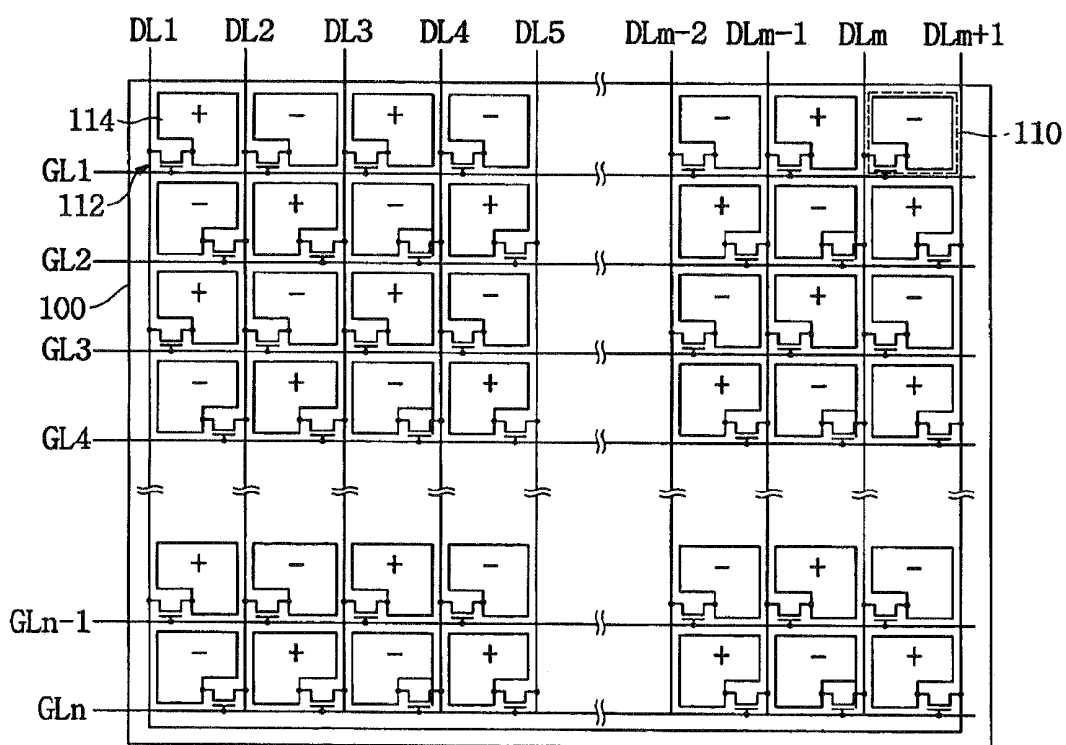 DL1 DL2 DL3 DL4 DL5 DLm-2 DLm-1 DLm DLm+1
114 + - + - - + - 110
GL1
112 - + - + + - +
GL2
100 + - + - - + -
GL3
- + - + + - +
GL4
+ - + - - + -
GLn-1
- + - + + - +
GLn